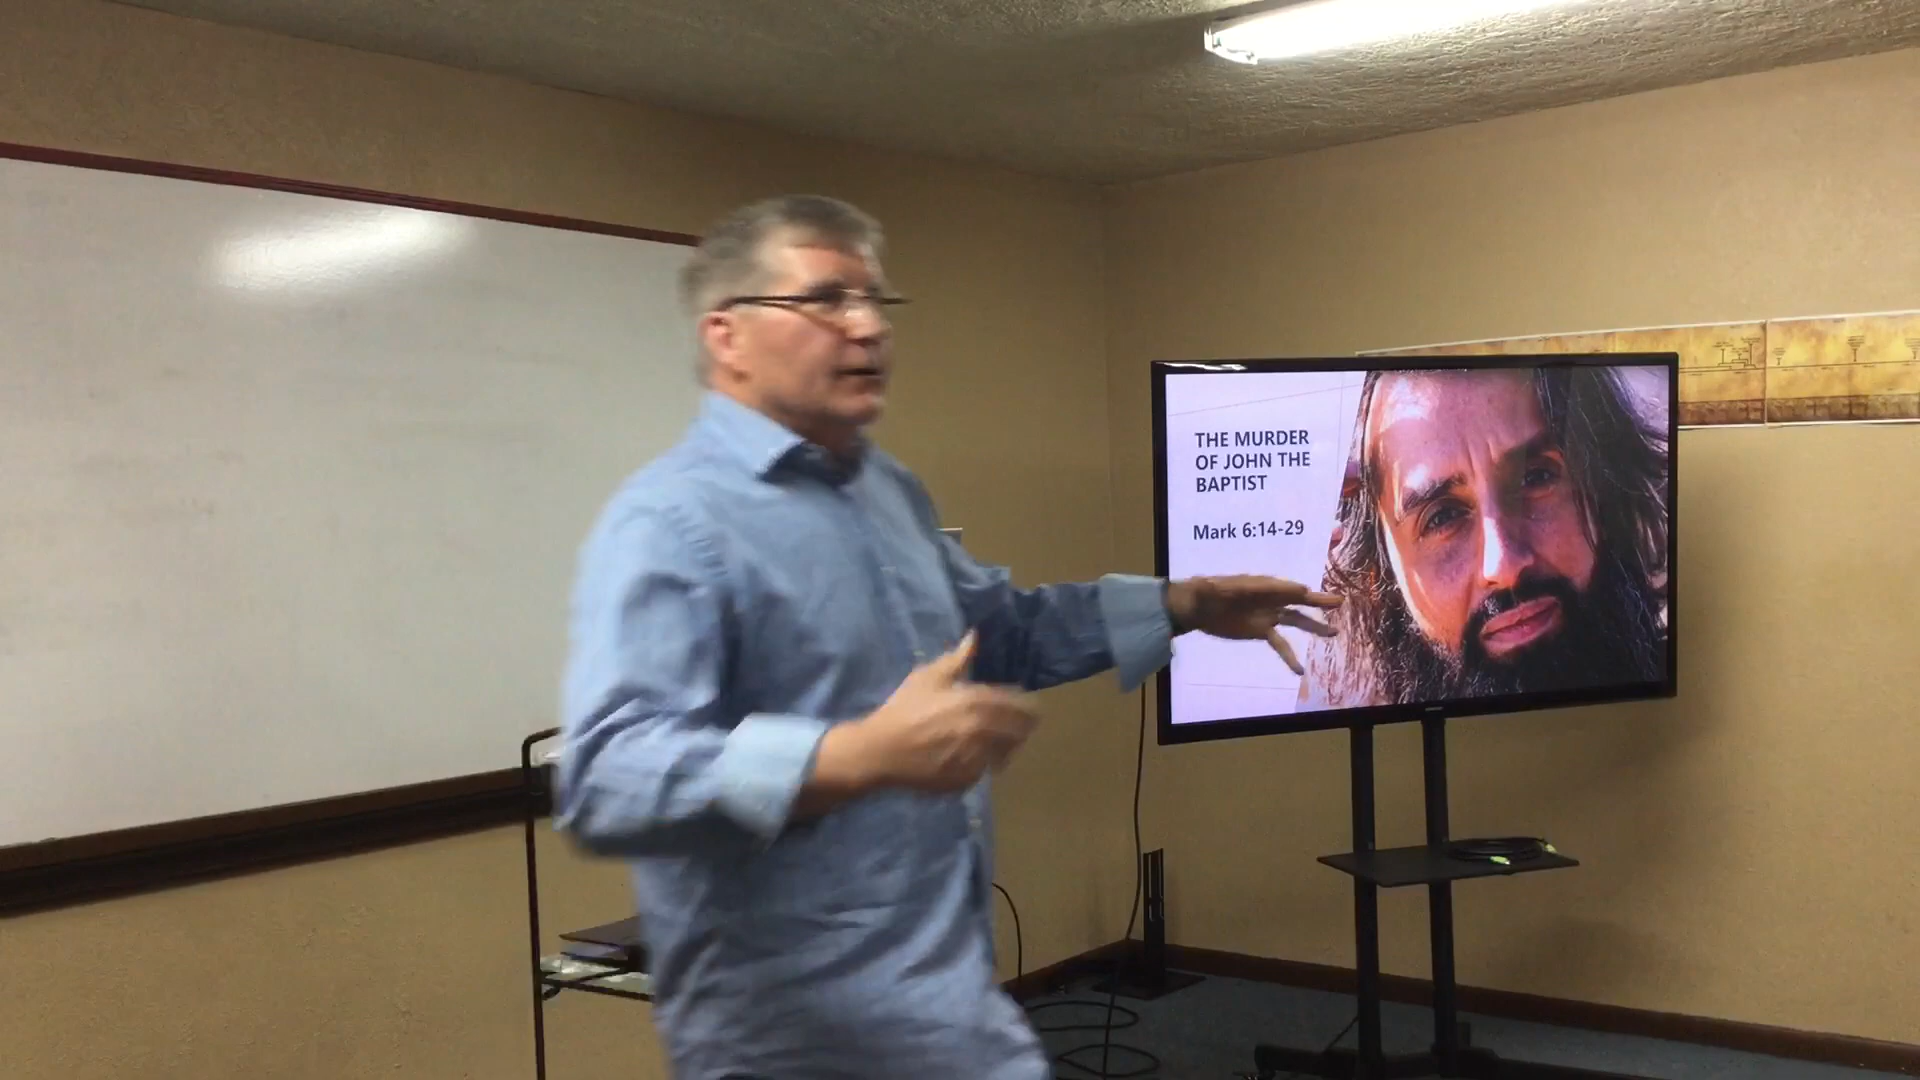 THE MURDER
OF JOHN THE
BAPTIST
Mark 6:14-29